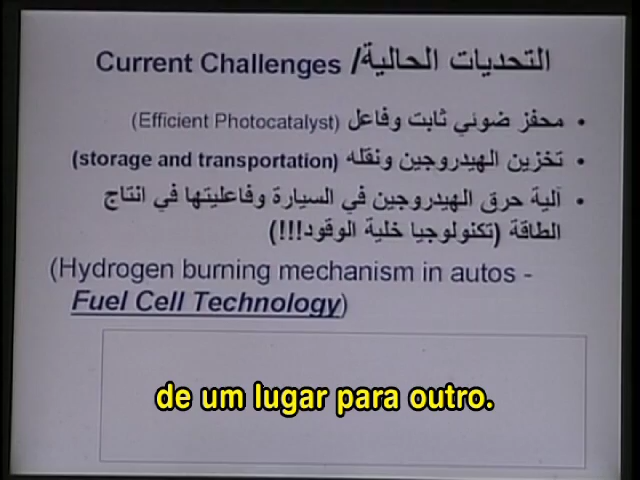 التحديات الحالية/ Current Challenges
• محفز ضوئي ثابت وفاعل (Efficient Photocatalyst)
• تخزين الهيدروجين ونقله (storage and transportation)
• آلية حرق الهيدروجين في السيارة وفاعليتها في انتاج
الطاقة (تكنولوجيا خلية الوقود!!!)
(Hydrogen burning mechanism in autos -
Fuel Cell Technology)
de um lugar para outro.